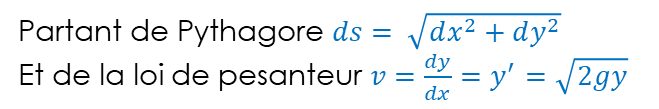 Partant de Pythagore ds = √(dx² + dy²)
Et de la loi de pesanteur v = dy/dx = y′ = √(2gy)